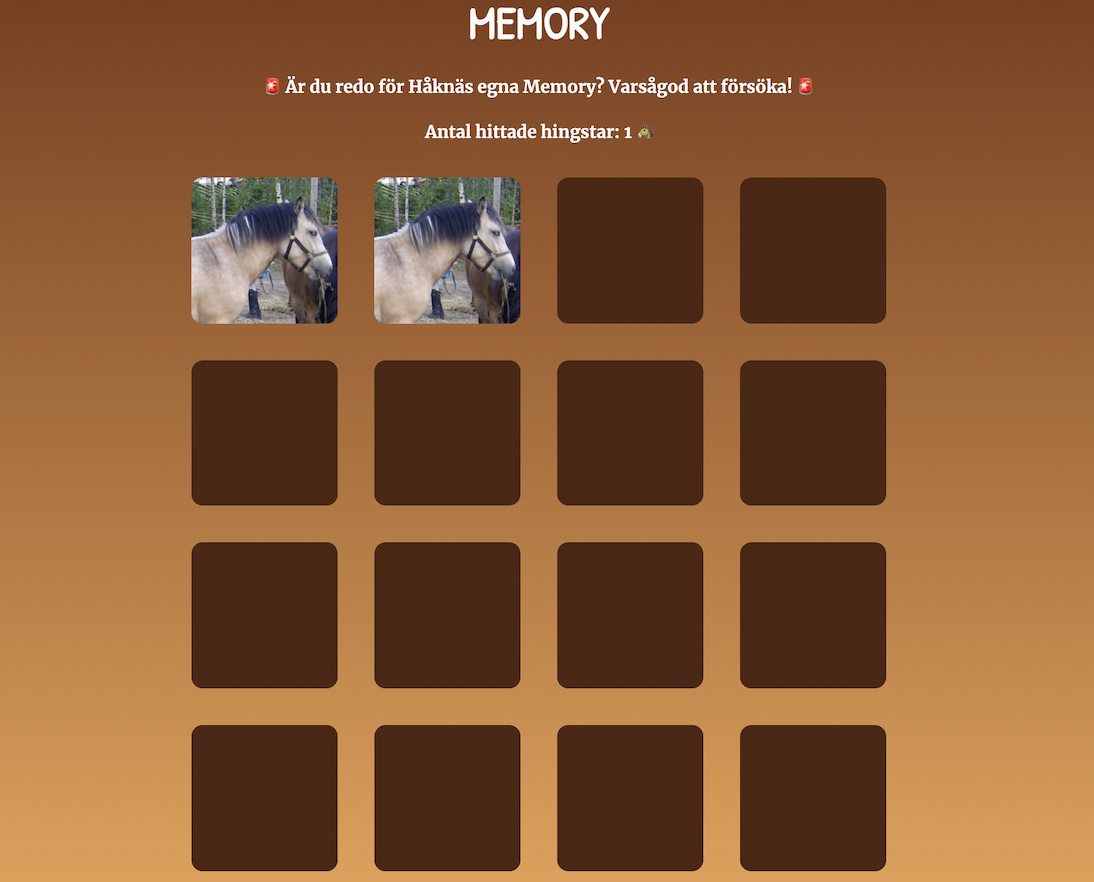 MEMORY
🚨 Är du redo för Håknäs egna Memory? Varsågod att försöka! 🚨
Antal hittade hingstar: 1 🐴